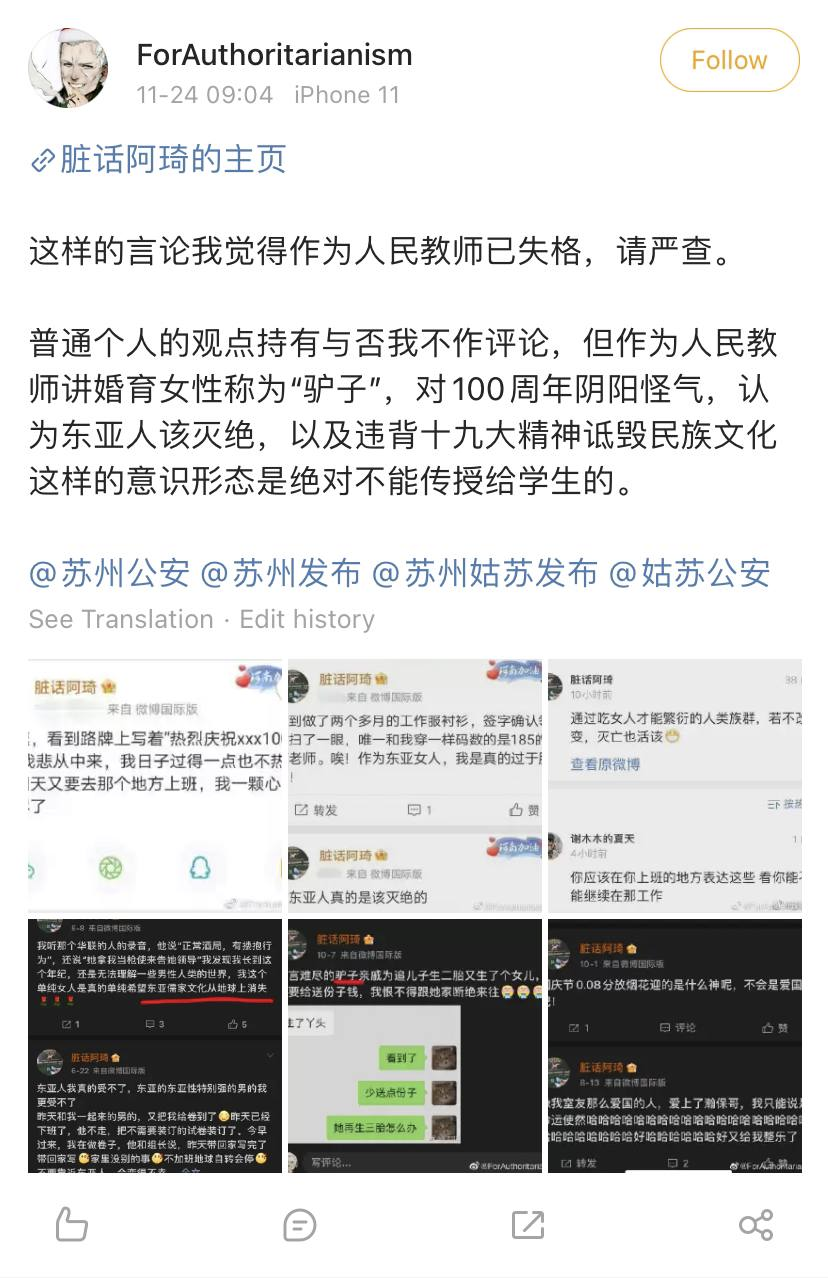 ForAuthoritarianism
11-24 09:04 iPhone 11
Follow
脏话阿琦的主页
这样的言论我觉得作为人民教师已失格，请严查。
普通个人的观点持有与否我不作评论，但作为人民教
师讲婚育女性称为“驴子”，对100周年阴阳怪气，认
为东亚人该灭绝，以及违背十九大精神诋毁民族文化
这样的意识形态是绝对不能传授给学生的。
@苏州公安 @苏州发布 @苏州姑苏发布 @姑苏公安
See Translation · Edit history
脏话阿琦
来自 微博国际版
，看到路牌上写着“热烈庆祝xxx10
悲从中来，我日子过得一点也不热
天又要去那个地方上班，我一颗心
了
脏话阿琦
来自 微博国际版
到做了两个多月的工作服衬衫，签字确认
扫了一眼，唯一和我穿一样码数的是185的
老师。唉！作为东亚女人，我是真的过于
！
转发 1 赞
脏话阿琦
河南加油
来自 微博国际版
东亚人真的是该灭绝的
脏话阿琦
38
10小时前
通过吃女人才能繁衍的人类族群，若不改
变，灭亡也活该
查看原微博
谢木木的夏天
1
4小时前
你应该在你上班的地方表达这些 看你能
能继续在那工作
6-8 来自微博国际版
我听那个华联的人的录音，他说“正常酒局，有搂抱行
为”，还说“她拿我当枪使来告她领导”我发现我长到这
个年纪，还是无法理解一些男性人类的世界，我这个
单纯女人是真的单纯希望东亚儒家文化从地球上消失
1 3 5
脏话阿琦
6-22 来自微博国际版
东亚人我真的受不了，东亚的东亚性特别强的男的我
更受不了
昨天和我一起来的男的，又把我给卷到了昨天已经
下班了，他不走，把不需要装订的试卷装订了。今早
过来，我在做卷子，他和组长说，昨天带回家写完了
带回家写家里没别的事不加班地球自转会停
脏话阿琦
10-7 来自微博国际版
言难尽的驴子亲戚为追儿子生二胎又生了个女儿，
要给送份子钱，我恨不得跟她家断绝来往
生了丫头
看到了
少送点份子
她再生三胎怎么办
写评论...
@ForAuthoritaria
脏话阿琦
10-1 来自微博国际版
庆节0.08分放烟花迎的是什么神呢，不会是爱国
吧！
1 评论 赞
脏话阿琦
8-13 来自微博国际版
我室友那么爱国的人，爱上了瀚保哥，我只能说是
运使然哈哈哈哈哈哈哈哈哈哈哈哈哈哈哈哈哈哈
哈哈哈哈哈哈哈哈好哈哈哈哈哈哈好又给我整乐了
转发 2 赞
@ForAuthoritaria